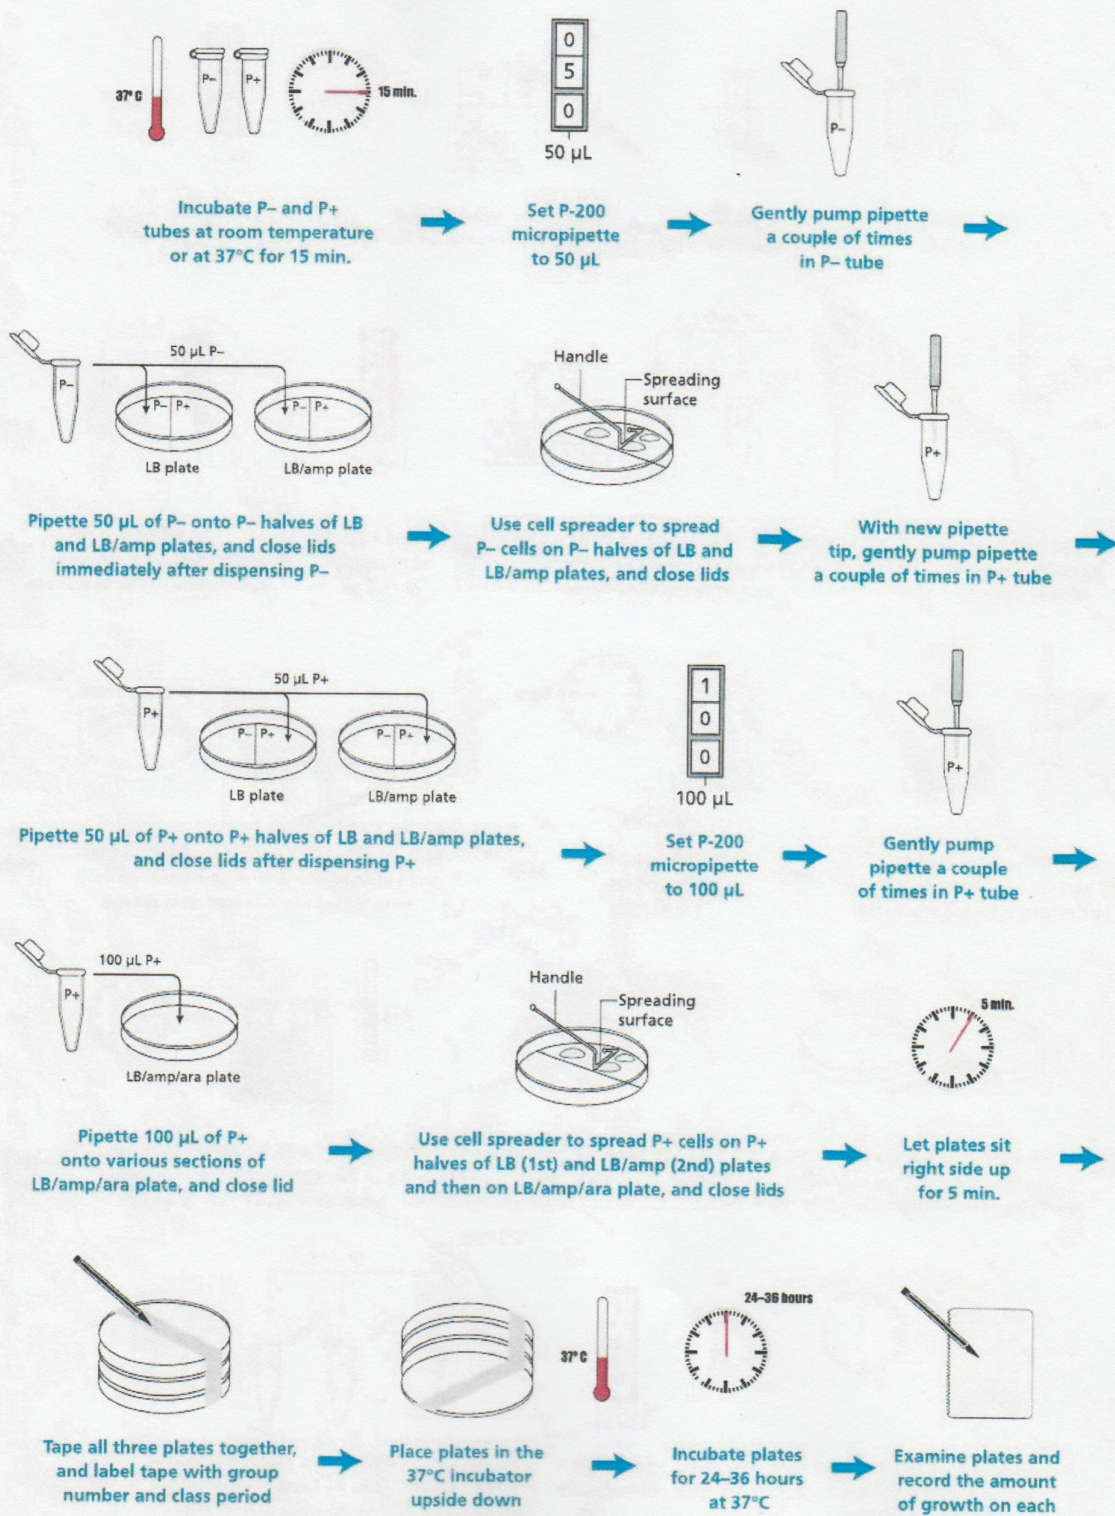 37° C
P−
P+
15 min.
0
5
0
50 µL
P−
Incubate P− and P+
tubes at room temperature
or at 37°C for 15 min.
Set P-200
micropipette
to 50 µL
Gently pump pipette
a couple of times
in P− tube
P−
50 µL P−
P− P+
P− P+
LB plate
LB/amp plate
Handle
Spreading
surface
P+
Pipette 50 µL of P− onto P− halves of LB
and LB/amp plates, and close lids
immediately after dispensing P−
Use cell spreader to spread
P− cells on P− halves of LB and
LB/amp plates, and close lids
With new pipette
tip, gently pump pipette
a couple of times in P+ tube
P+
50 µL P+
P− P+
P− P+
LB plate
LB/amp plate
1
0
0
100 µL
P+
Pipette 50 µL of P+ onto P+ halves of LB and LB/amp plates,
and close lids after dispensing P+
Set P-200
micropipette
to 100 µL
Gently pump
pipette a couple
of times in P+ tube
P+
100 µL P+
LB/amp/ara plate
Handle
Spreading
surface
5 min.
Pipette 100 µL of P+
onto various sections of
LB/amp/ara plate, and close lid
Use cell spreader to spread P+ cells on P+
halves of LB (1st) and LB/amp (2nd) plates
and then on LB/amp/ara plate, and close lids
Let plates sit
right side up
for 5 min.
37° C
24–36 hours
Tape all three plates together,
and label tape with group
number and class period
Place plates in the
37°C incubator
upside down
Incubate plates
for 24–36 hours
at 37°C
Examine plates and
record the amount
of growth on each